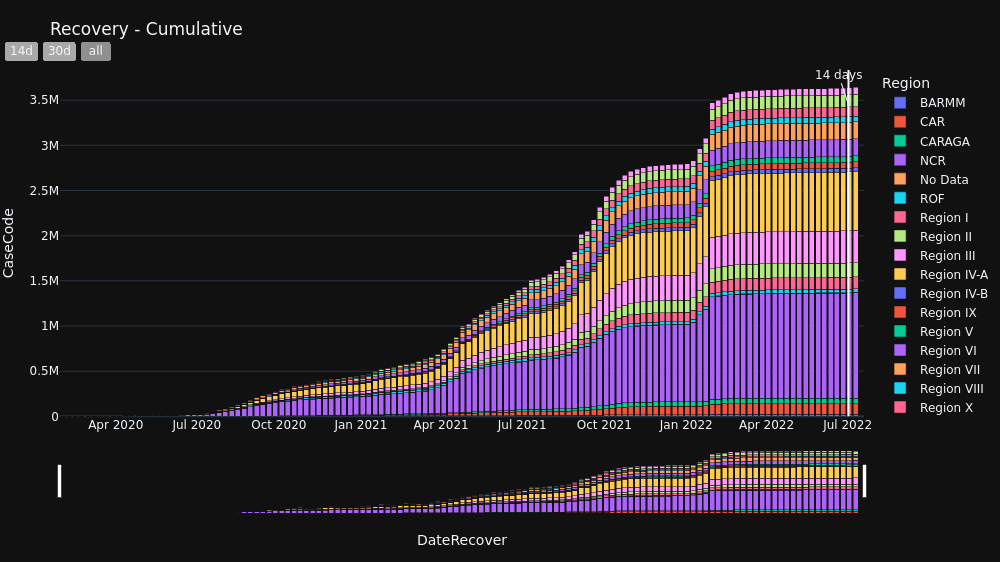 Recovery - Cumulative
14d 30d all
14 days
Region
BARMM
CAR
CARAGA
NCR
No Data
ROF
Region I
Region II
Region III
Region IV-A
Region IV-B
Region IX
Region V
Region VI
Region VII
Region VIII
Region X
CaseCode
3.5M
3M
2.5M
2M
1.5M
1M
0.5M
0
Apr 2020 Jul 2020 Oct 2020 Jan 2021 Apr 2021 Jul 2021 Oct 2021 Jan 2022 Apr 2022 Jul 2022
DateRecover